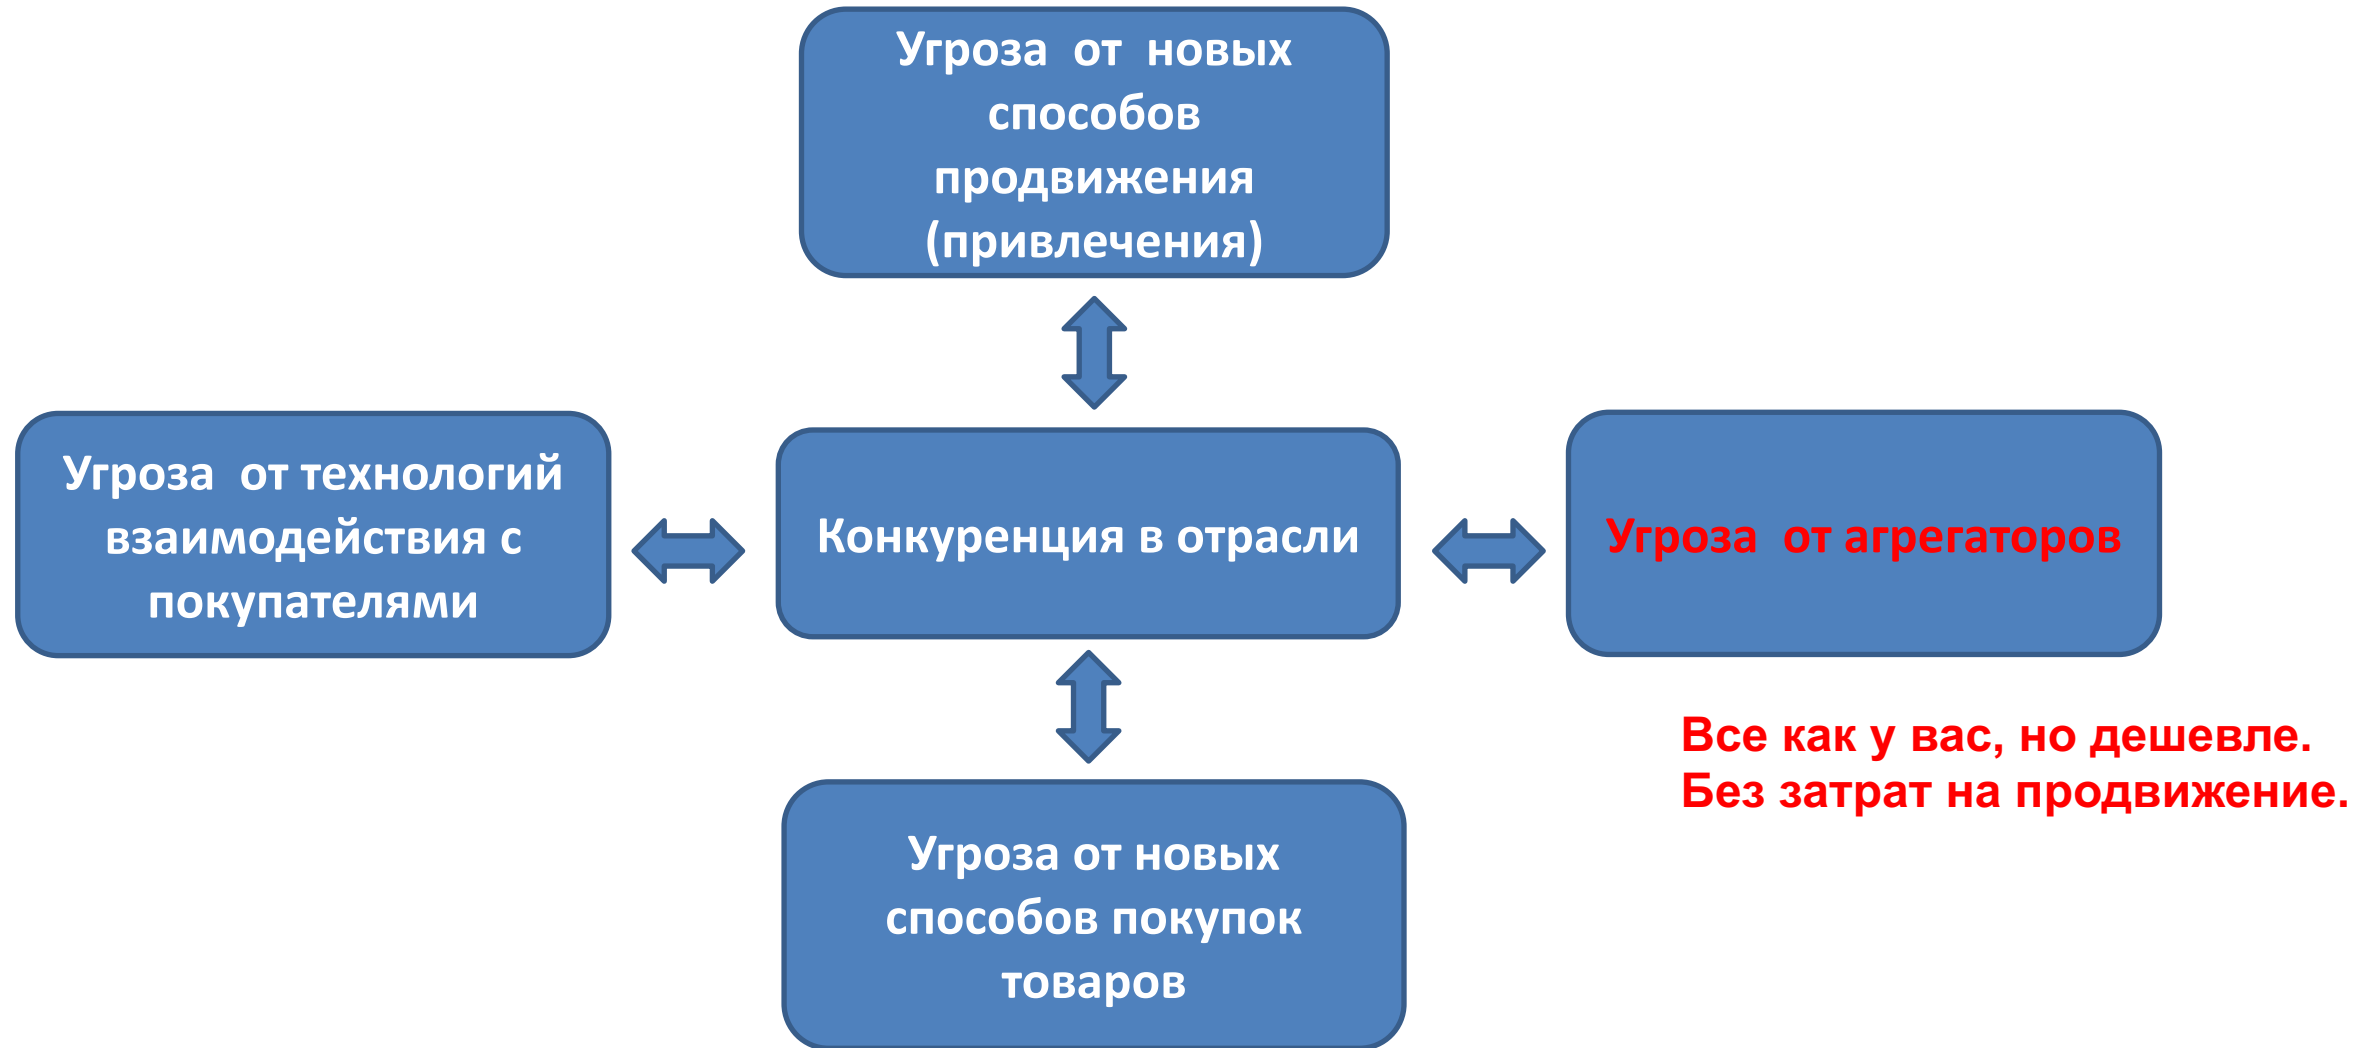 Угроза от новых
способов
продвижения
(привлечения)
Угроза от технологий
взаимодействия с
покупателями
Конкуренция в отрасли
Угроза от агрегаторов
Все как у вас, но дешевле.
Без затрат на продвижение.
Угроза от новых
способов покупок
товаров